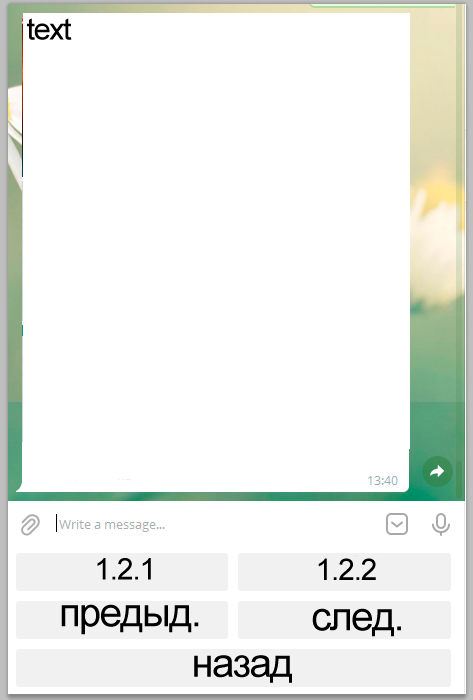 text
13:40
Write a message...
1.2.1 1.2.2
предыд. след.
назад